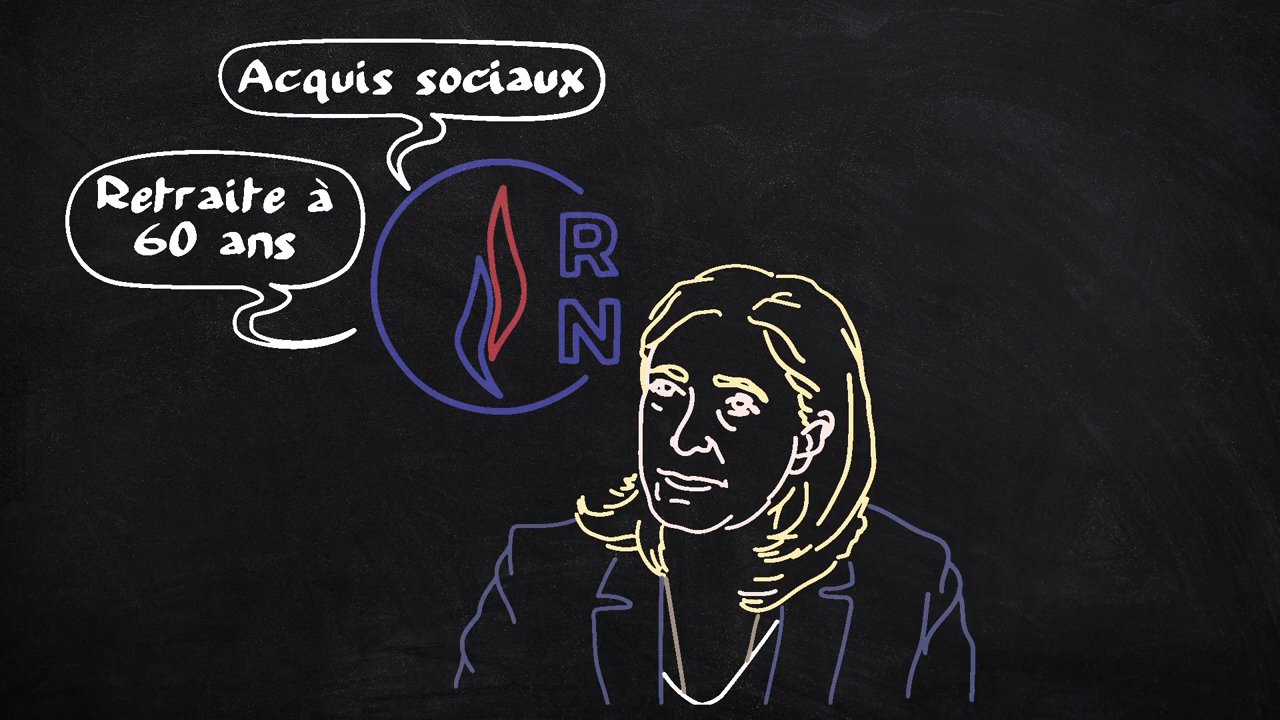 Acquis sociaux
Retraite à
60 ans
R
N